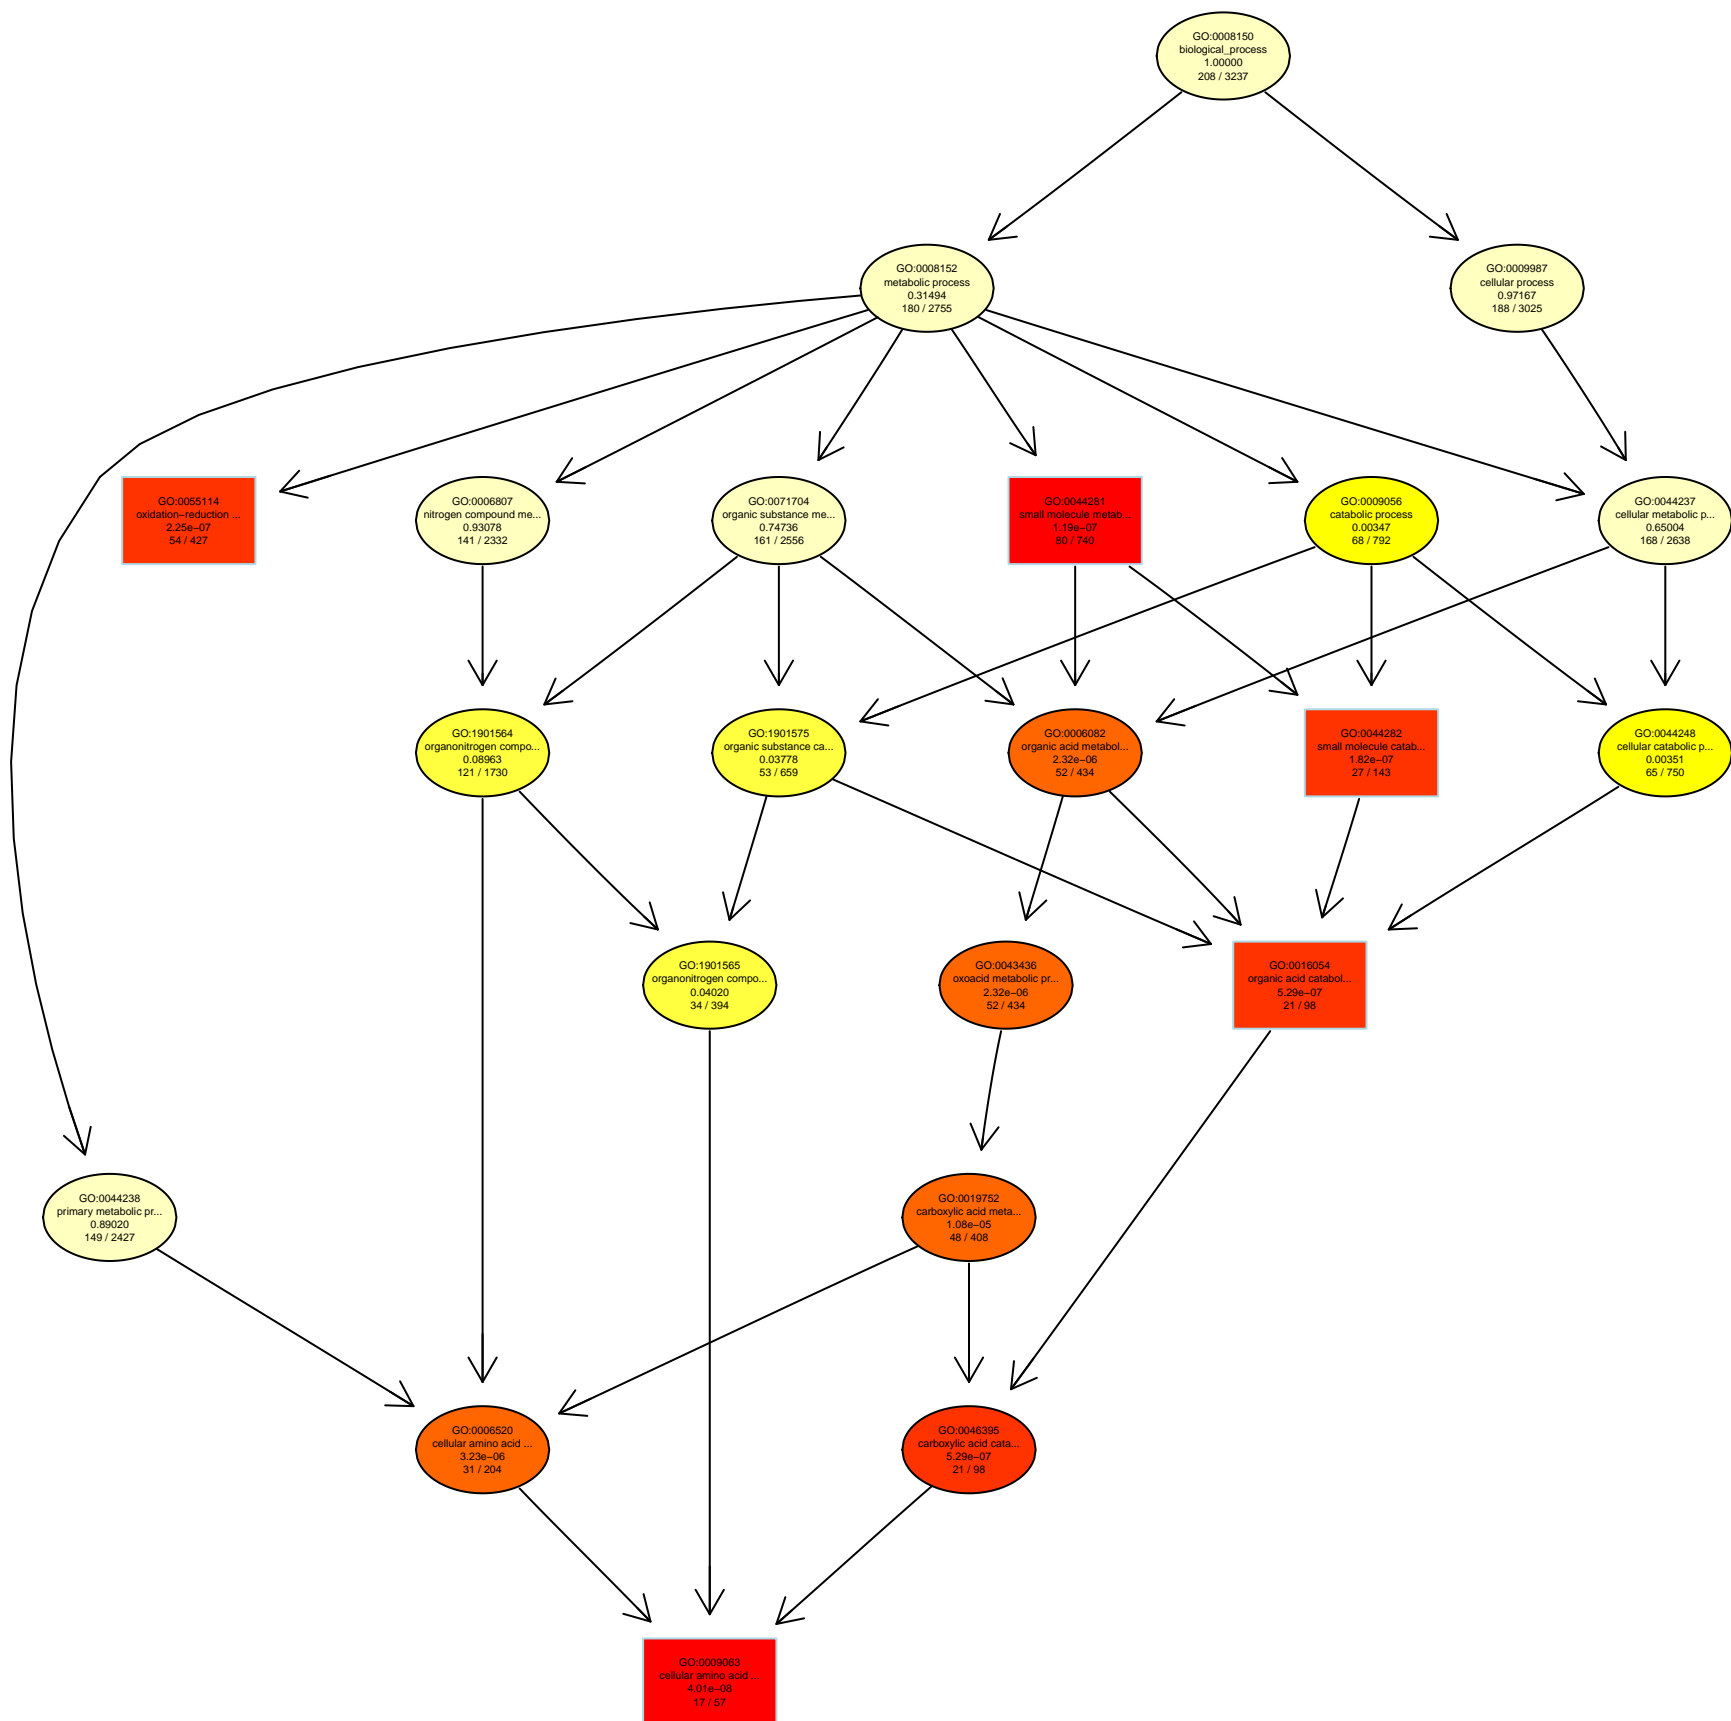 GO:0008150
biological_process
1.00000
208 / 3237
GO:0008152
metabolic process
0.31494
180 / 2755
GO:0009987
cellular process
0.97167
188 / 3025
GO:0055114
oxidation−reduction ...
2.25e−07
54 / 427
GO:0006807
nitrogen compound me...
0.93078
141 / 2332
GO:0071704
organic substance me...
0.74736
161 / 2556
GO:0044281
small molecule metab...
1.19e−07
80 / 740
GO:0009056
catabolic process
0.00347
68 / 792
GO:0044237
cellular metabolic p...
0.65004
168 / 2638
GO:1901564
organonitrogen compo...
0.08963
121 / 1730
GO:1901575
organic substance ca...
0.03778
53 / 659
GO:0006082
organic acid metabol...
2.32e−06
52 / 434
GO:0044282
small molecule catab...
1.82e−07
27 / 143
GO:0044248
cellular catabolic p...
0.00351
65 / 750
GO:1901565
organonitrogen compo...
0.04020
34 / 394
GO:0043436
oxoacid metabolic pr...
2.32e−06
52 / 434
GO:0016054
organic acid catabol...
5.29e−07
21 / 98
GO:0044238
primary metabolic pr...
0.89020
149 / 2427
GO:0019752
carboxylic acid meta...
1.08e−05
48 / 408
GO:0006520
cellular amino acid ...
3.23e−06
31 / 204
GO:0046395
carboxylic acid cata...
5.29e−07
21 / 98
GO:0009063
cellular amino acid ...
4.01e−08
17 / 57